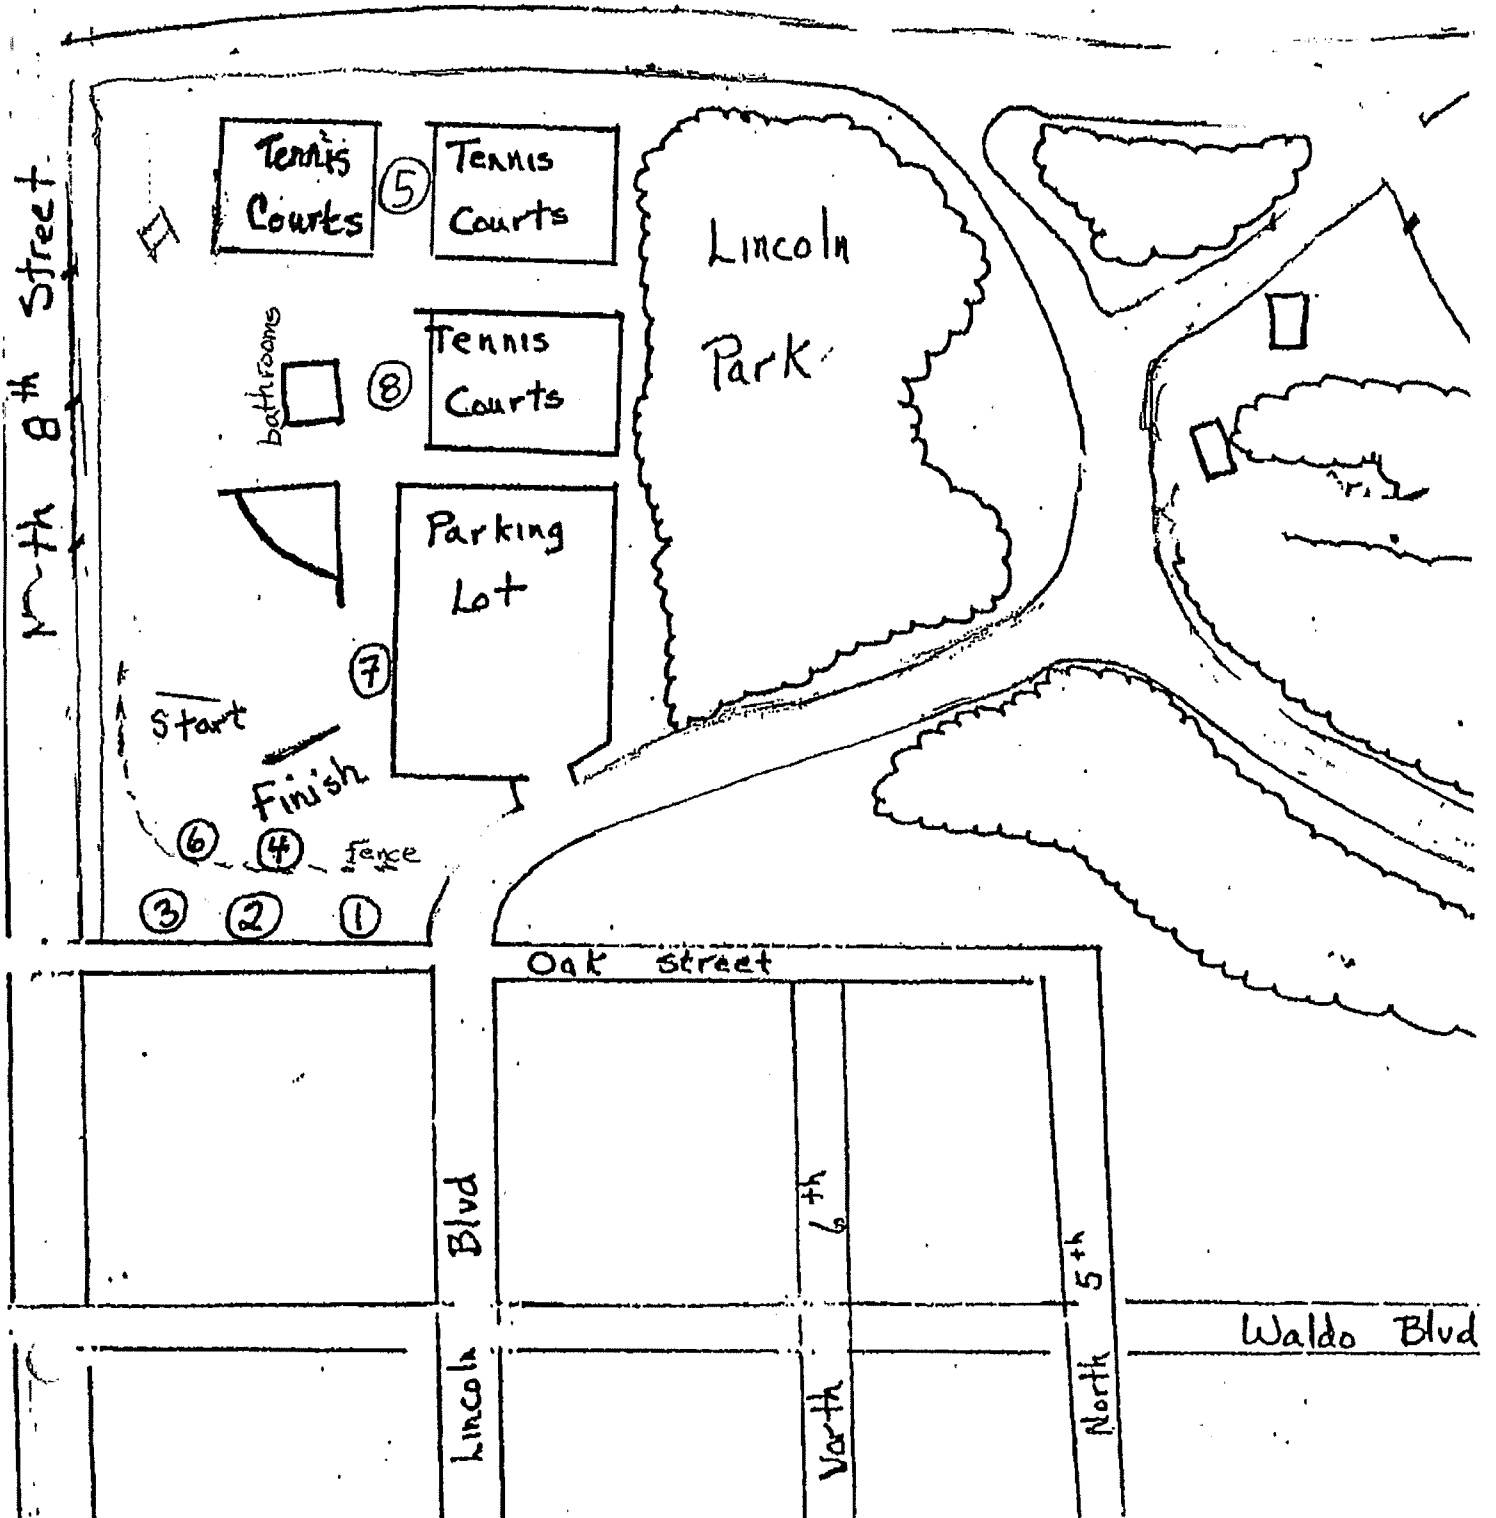 Tennis
Courts
5
Tennis
Courts
Lincoln
Park
North 8th Street
bathrooms
8
Tennis
Courts
Parking
Lot
7
Start
Finish
6
4
fence
3
2
1
Oak Street
Lincoln Blvd
North 6th
North 5th
Waldo Blvd